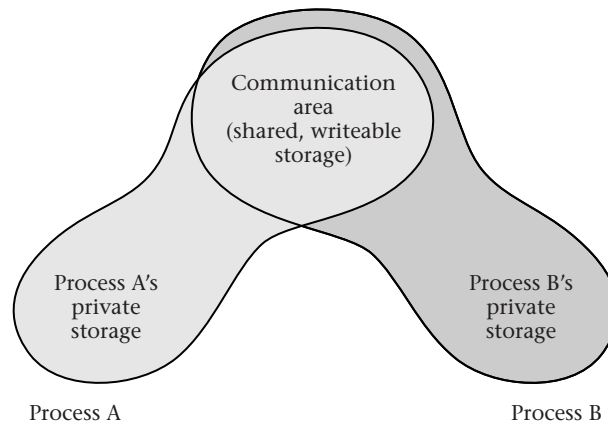 Communication
area
(shared, writeable
storage)
Process A's
private
storage
Process B's
private
storage
Process A
Process B